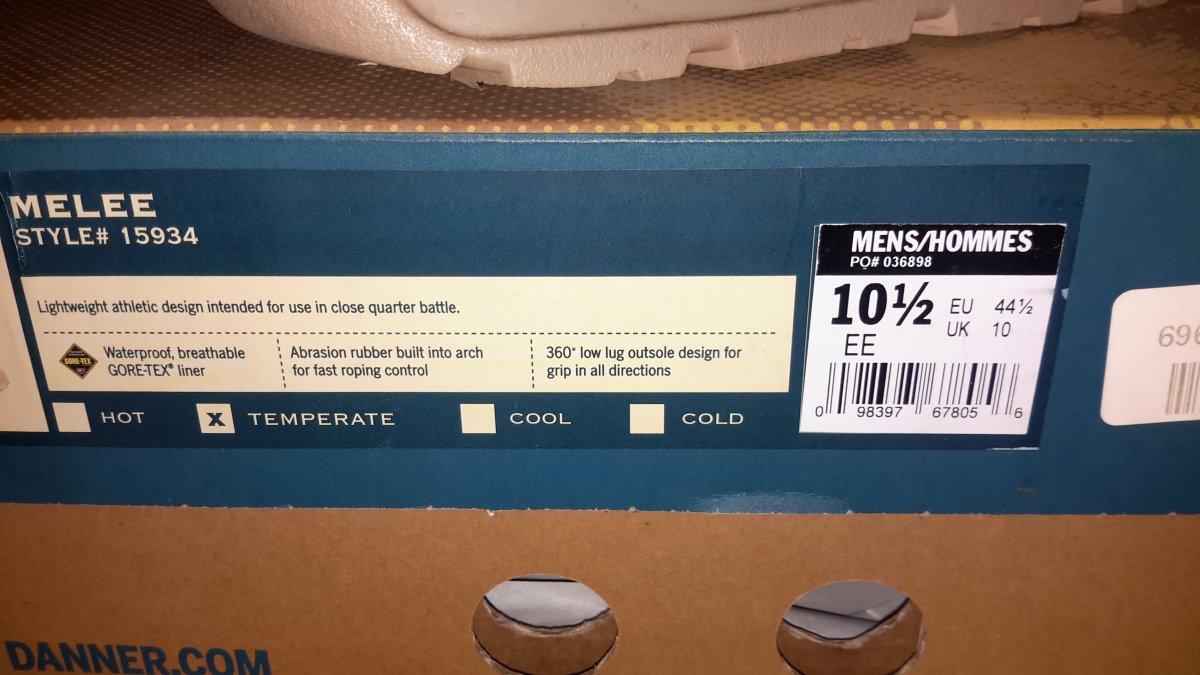 MELEE
STYLE# 15934
MENS/HOMMES
PO# 036898
10½
EE
EU 44½
UK 10
0 98397 67805 6
Lightweight athletic design intended for use in close quarter battle.
GORE-TEX
Waterproof, breathable
GORE-TEX® liner
Abrasion rubber built into arch
for fast roping control
360° low lug outsole design for
grip in all directions
HOT
X TEMPERATE
COOL
COLD
696
DANNER.COM